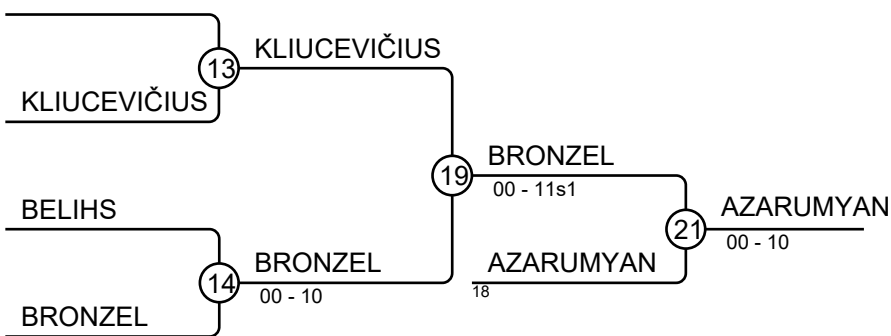 KLIUCEVIČIUS
13
KLIUCEVIČIUS
BRONZEL
19
00 - 11s1
BELIHS
AZARUMYAN
21
00 - 10
BRONZEL
AZARUMYAN
14
00 - 10
18
BRONZEL